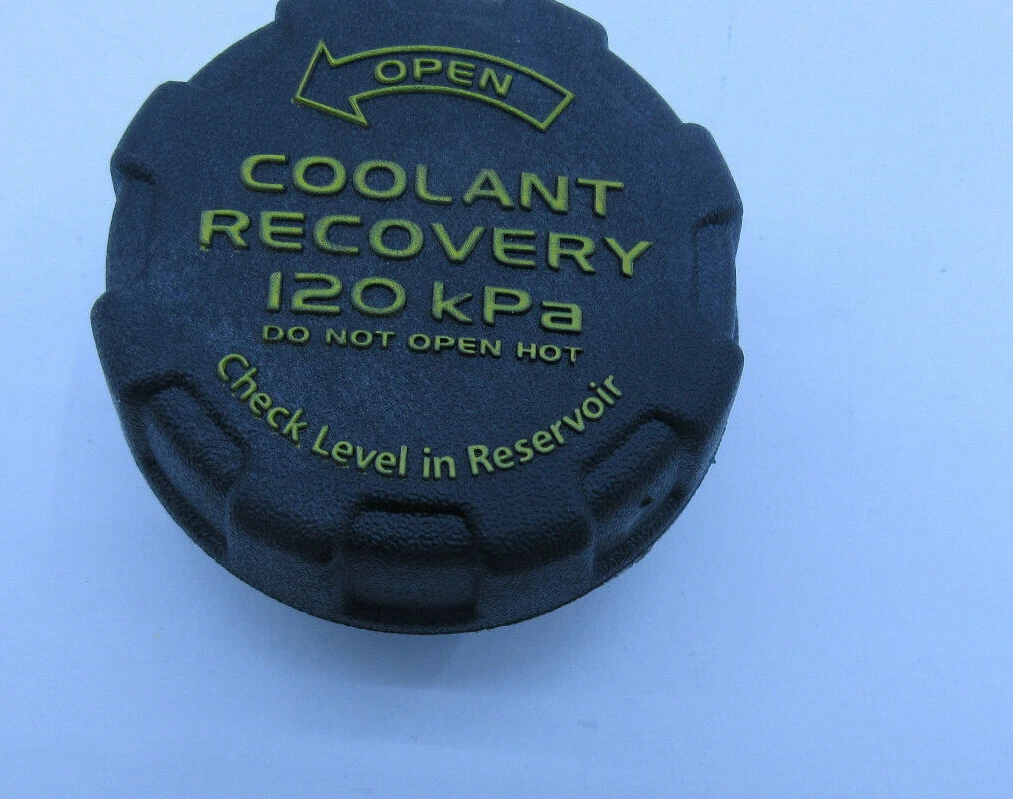 OPEN
COOLANT
RECOVERY
120 kPa
DO NOT OPEN HOT
Check Level in Reservoir